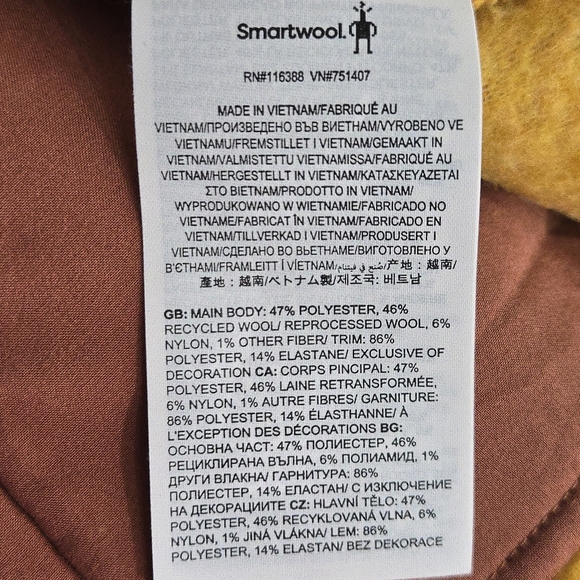 Smartwool.
RN#116388 VN#751407
MADE IN VIETNAM/FABRIQUÉ AU
VIETNAM/ПРОИЗВЕДЕНО ВЪВ ВИЕТНАМ/VYROBENO VE
VIETNAMU/FREMSTILLET I VIETNAM/GEMAAKT IN
VIETNAM/VALMISTETTU VIETNAMISSA/FABRIQUÉ AU
VIETNAM/HERGESTELLT IN VIETNAM/ΚΑΤΑΣΚΕΥΑΖΕΤΑΙ
ΣΤΟ ΒΙΕΤΝΑΜ/PRODOTTO IN VIETNAM/
WYPRODUKOWANO W WIETNAMIE/FABRICADO NO
VIETNAME/FABRICAT ÎN VIETNAM/FABRICADO EN
VIETNAM/TILLVERKAD I VIETNAM/PRODUSERT I
VIETNAM/СДЕЛАНО ВО ВЬЕТНАМЕ/ВИГОТОВЛЕНО У
В'ЄТНАМІ/FRAMLEITT Í VÍETNAM/صُنع في فيتنام/产地：越南/
產地：越南/ベトナム製/제조국: 베트남
GB: MAIN BODY: 47% POLYESTER, 46%
RECYCLED WOOL/ REPROCESSED WOOL, 6%
NYLON, 1% OTHER FIBER/ TRIM: 86%
POLYESTER, 14% ELASTANE/ EXCLUSIVE OF
DECORATION CA: CORPS PINCIPAL: 47%
POLYESTER, 46% LAINE RETRANSFORMÉE,
6% NYLON, 1% AUTRE FIBRES/ GARNITURE:
86% POLYESTER, 14% ÉLASTHANNE/ À
L'EXCEPTION DES DÉCORATIONS BG:
ОСНОВНА ЧАСТ: 47% ПОЛИЕСТЕР, 46%
РЕЦИКЛИРАНА ВЪЛНА, 6% ПОЛИАМИД, 1%
ДРУГИ ВЛАКНА/ ГАРНИТУРА: 86%
ПОЛИЕСТЕР, 14% ЕЛАСТАН/ С ИЗКЛЮЧЕНИЕ
НА ДЕКОРАЦИИТЕ CZ: HLAVNÍ TĚLO: 47%
POLYESTER, 46% RECYKLOVANÁ VLNA, 6%
NYLON, 1% JINÁ VLÁKNA/ LEM: 86%
POLYESTER, 14% ELASTAN/ BEZ DEKORACE